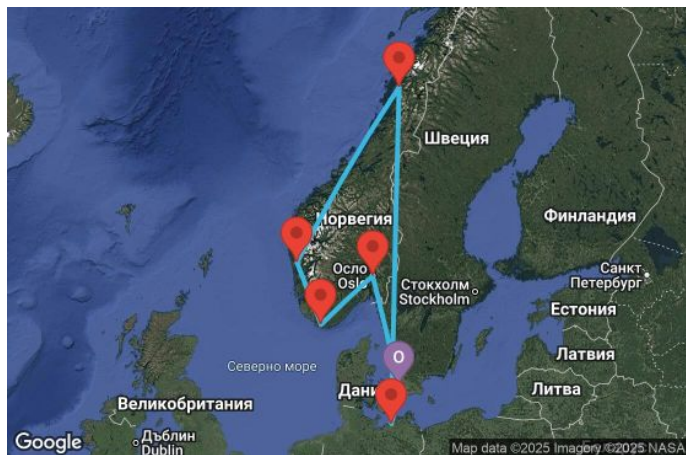 Швеция
Норвегия
Финландия
Осло
Oslo
Санкт
Петербург
Стокхолм
Stockholm
Естония
Северно море
O
Латвия
Дани
Литва
Великобритания
Дъблин
Dublin
Google
Map data ©2025 Imagery ©2025 NASA